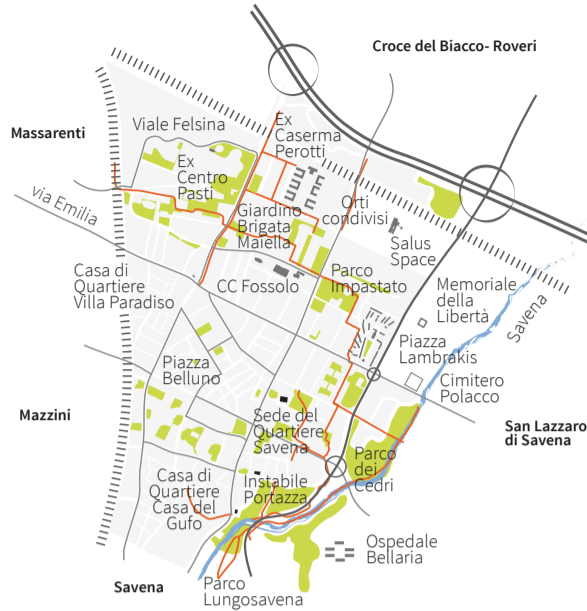 Croce del Biacco- Roveri
Massarenti
Viale Felsina
Ex
Caserma
Perotti
Ex
Centro
Pasti
via Emilia
Giardino
Brigata
Maiella
Orti
condivisi
Salus
Space
Casa di
Quartiere
Villa Paradiso
CC Fossolo
Parco
Impastato
Memoriale
della
Libertà
Savena
Piazza
Lambrakis
Piazza
Belluno
Cimitero
Polacco
Mazzini
Sede del
Quartiere
Savena
San Lazzaro
di Savena
Parco
dei
Cedri
Casa di
Quartiere
Casa del
Gufo
Instabile
Portazza
Ospedale
Bellaria
Savena
Parco
Lungosavena